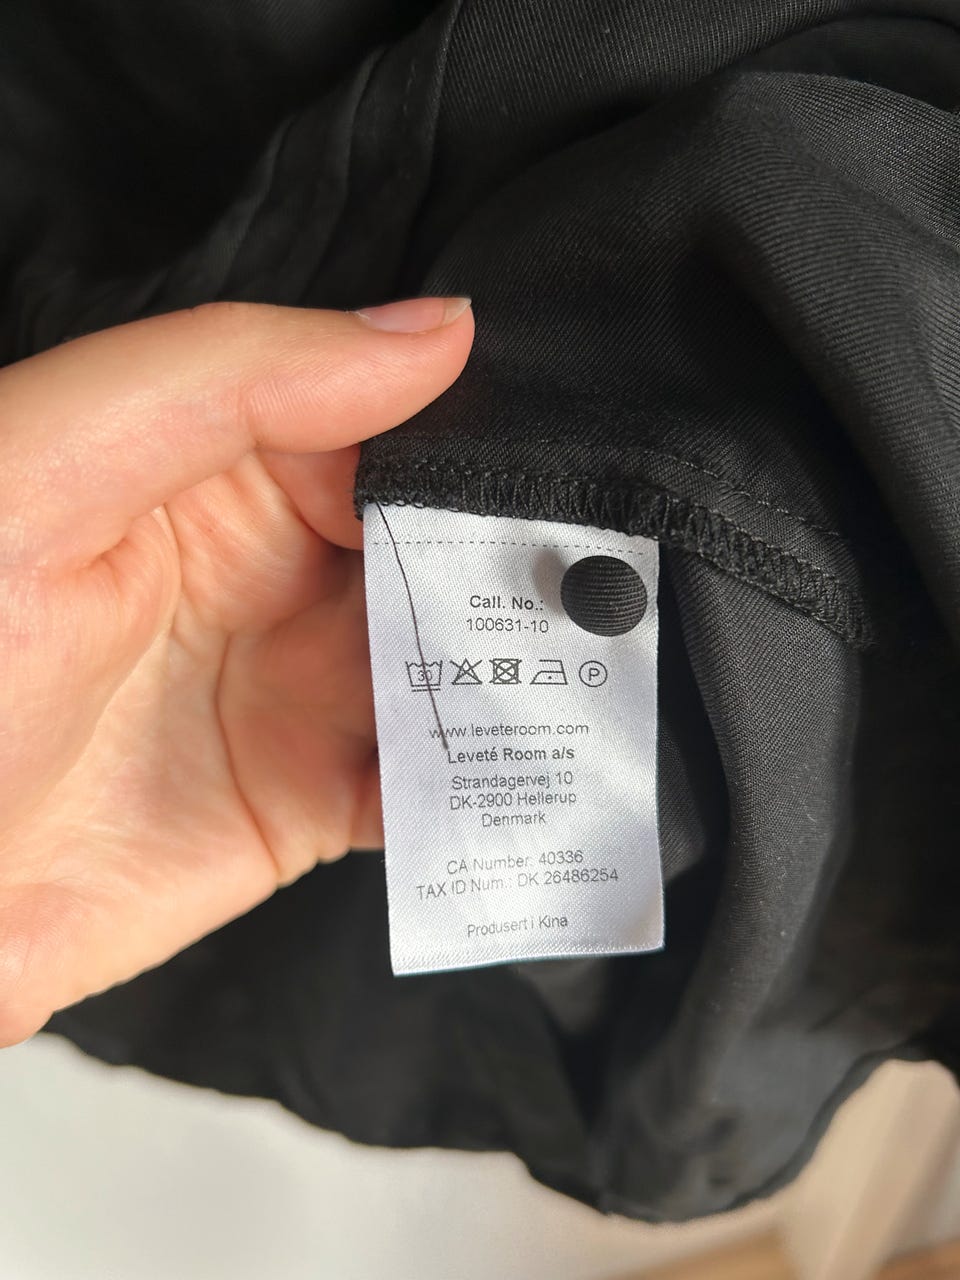 Call. No.:
100631-10
30 P
www.leveteroom.com
Leveté Room a/s
Strandagervej 10
DK-2900 Hellerup
Denmark
CA Number: 40336
TAX ID Num.: DK 26486254
Produsert i Kina